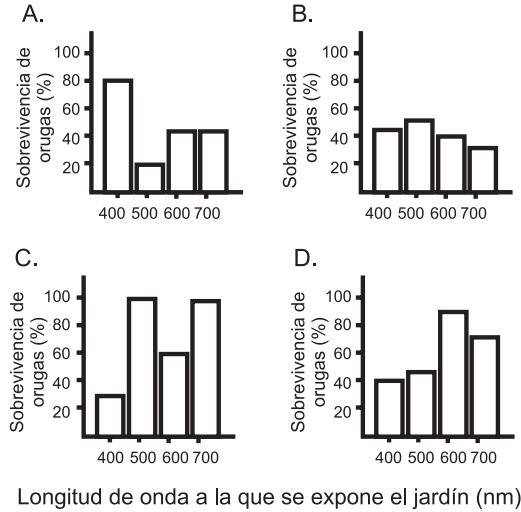 A.
Sobrevivencia de
orugas (%)
100
80
60
40
20
400 500 600 700
B.
Sobrevivencia de
orugas (%)
100
80
60
40
20
400 500 600 700
C.
Sobrevivencia de
orugas (%)
100
80
60
40
20
400 500 600 700
D.
Sobrevivencia de
orugas (%)
100
80
60
40
20
400 500 600 700
Longitud de onda a la que se expone el jardín (nm)